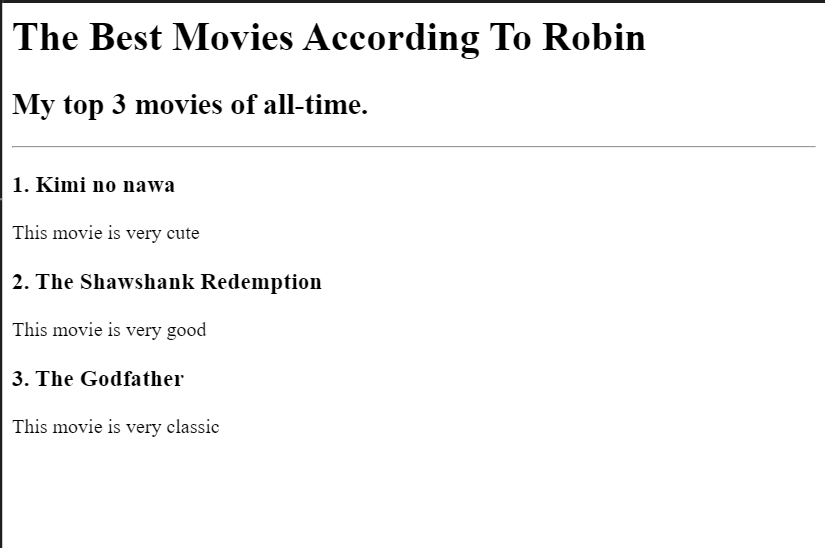 The Best Movies According To Robin
My top 3 movies of all-time.
1. Kimi no nawa
This movie is very cute
2. The Shawshank Redemption
This movie is very good
3. The Godfather
This movie is very classic